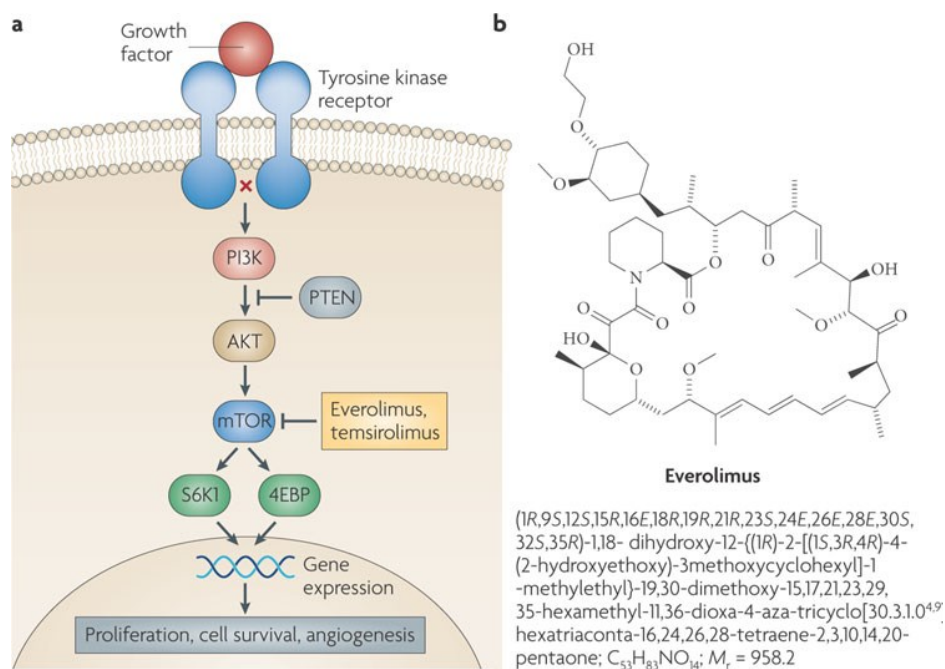 a
Growth
factor
Tyrosine kinase
receptor
PI3K
PTEN
AKT
mTOR
Everolimus,
temsirolimus
S6K1
4EBP
Gene
expression
Proliferation, cell survival, angiogenesis
b
OH
O
O
O
O
O
N
O
O
O
HO
O
O
O
OH
O
O
Everolimus
(1R,9S,12S,15R,16E,18R,19R,21R,23S,24E,26E,28E,30S,
32S,35R)-1,18- dihydroxy-12-{(1R)-2-[(1S,3R,4R)-4-
(2-hydroxyethoxy)-3methoxycyclohexyl]-1
-methylethyl}-19,30-dimethoxy-15,17,21,23,29,
35-hexamethyl-11,36-dioxa-4-aza-tricyclo[30.3.1.0⁴,⁹]
hexatriaconta-16,24,26,28-tetraene-2,3,10,14,20-
pentaone; C₅₃H₈₃NO₁₄; Mᵣ = 958.2